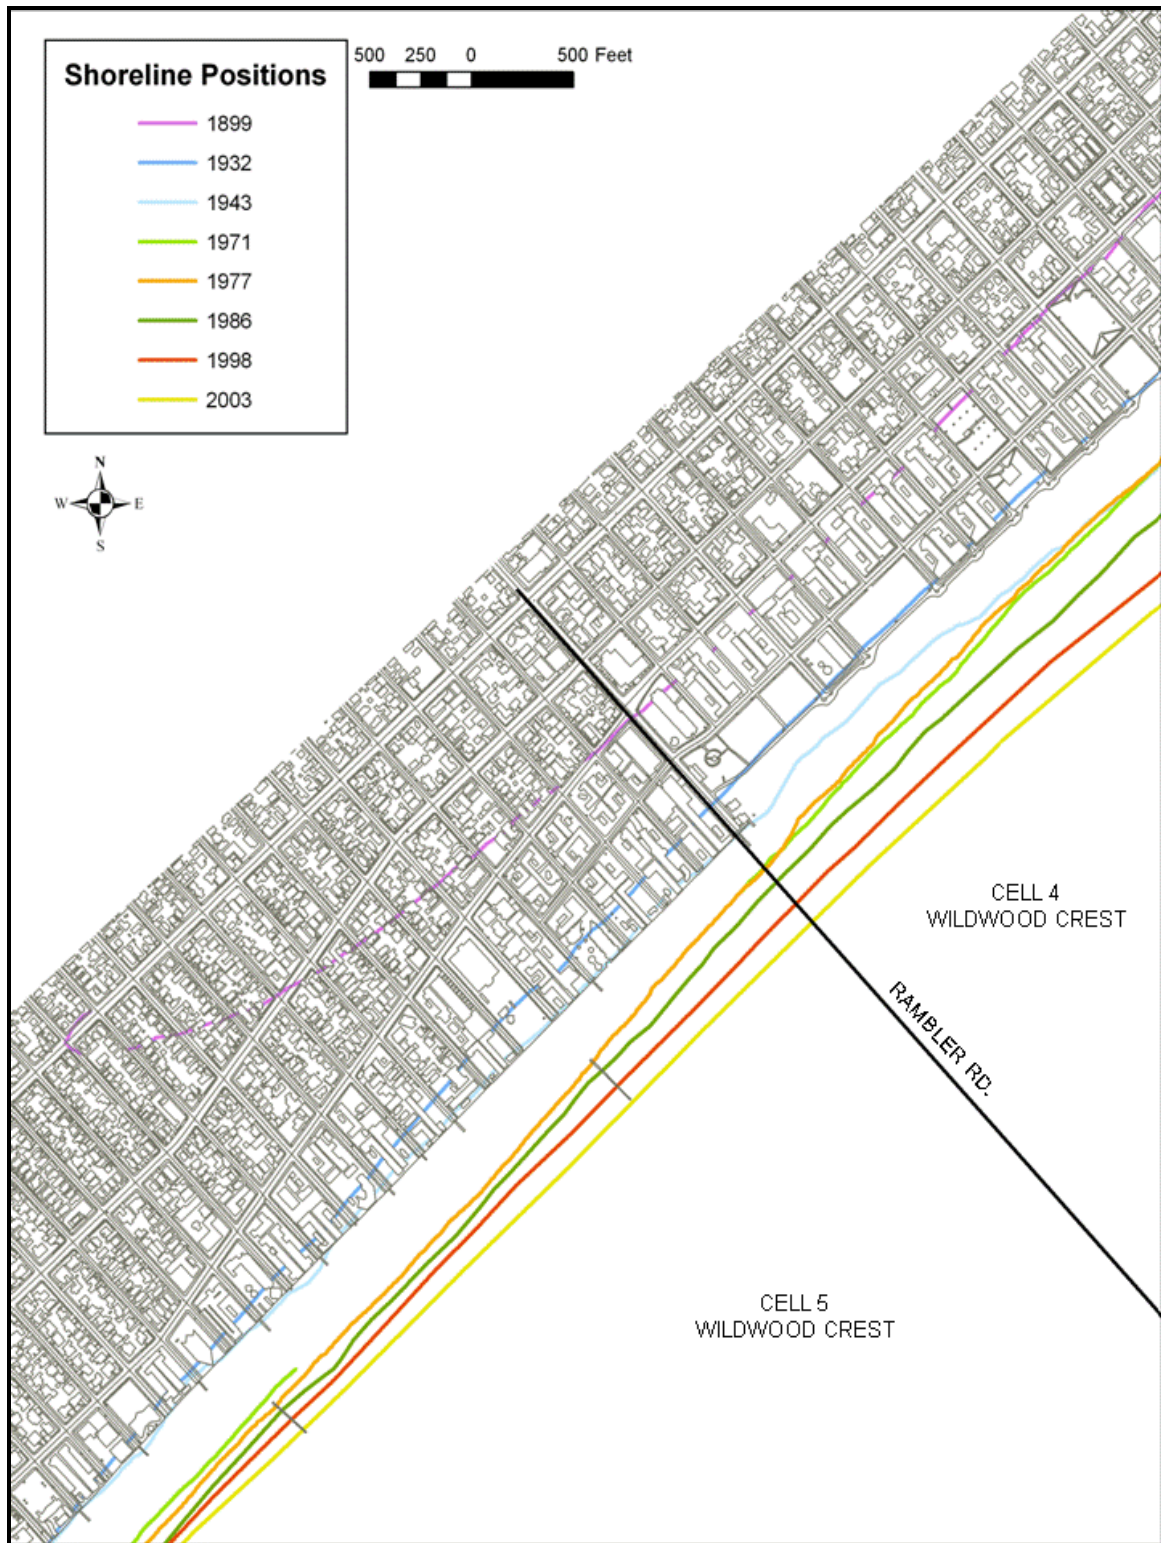 Shoreline Positions
1899
1932
1943
1971
1977
1986
1998
2003
500 250 0 500 Feet
N
W E
S
CELL 4
WILDWOOD CREST
RAMBLER RD.
CELL 5
WILDWOOD CREST